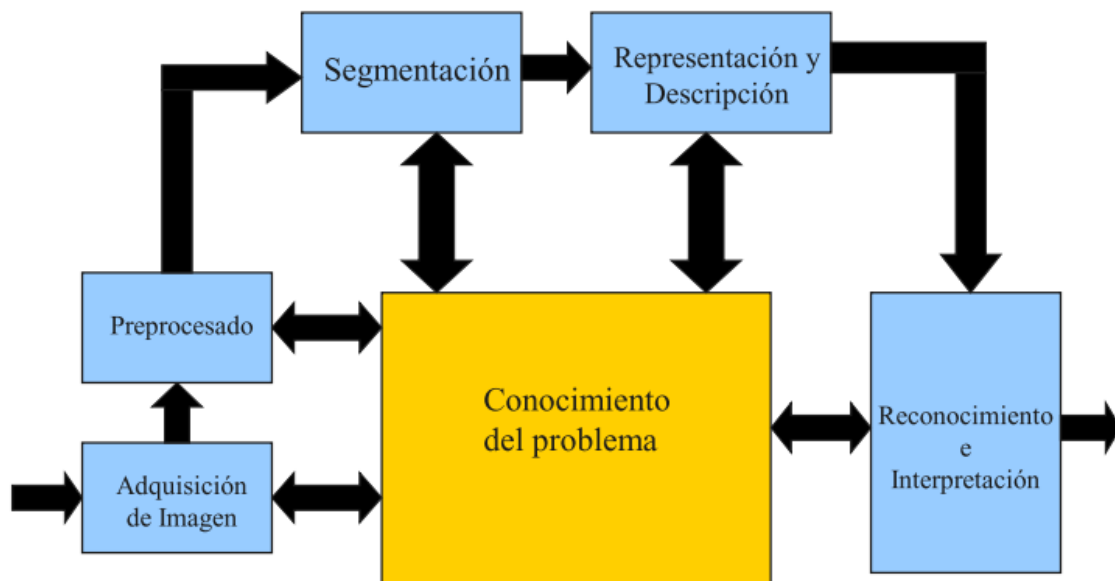 Segmentación
Representación y
Descripción
Preprocesado
Conocimiento
del problema
Reconocimiento
e
Interpretación
Adquisición
de Imagen